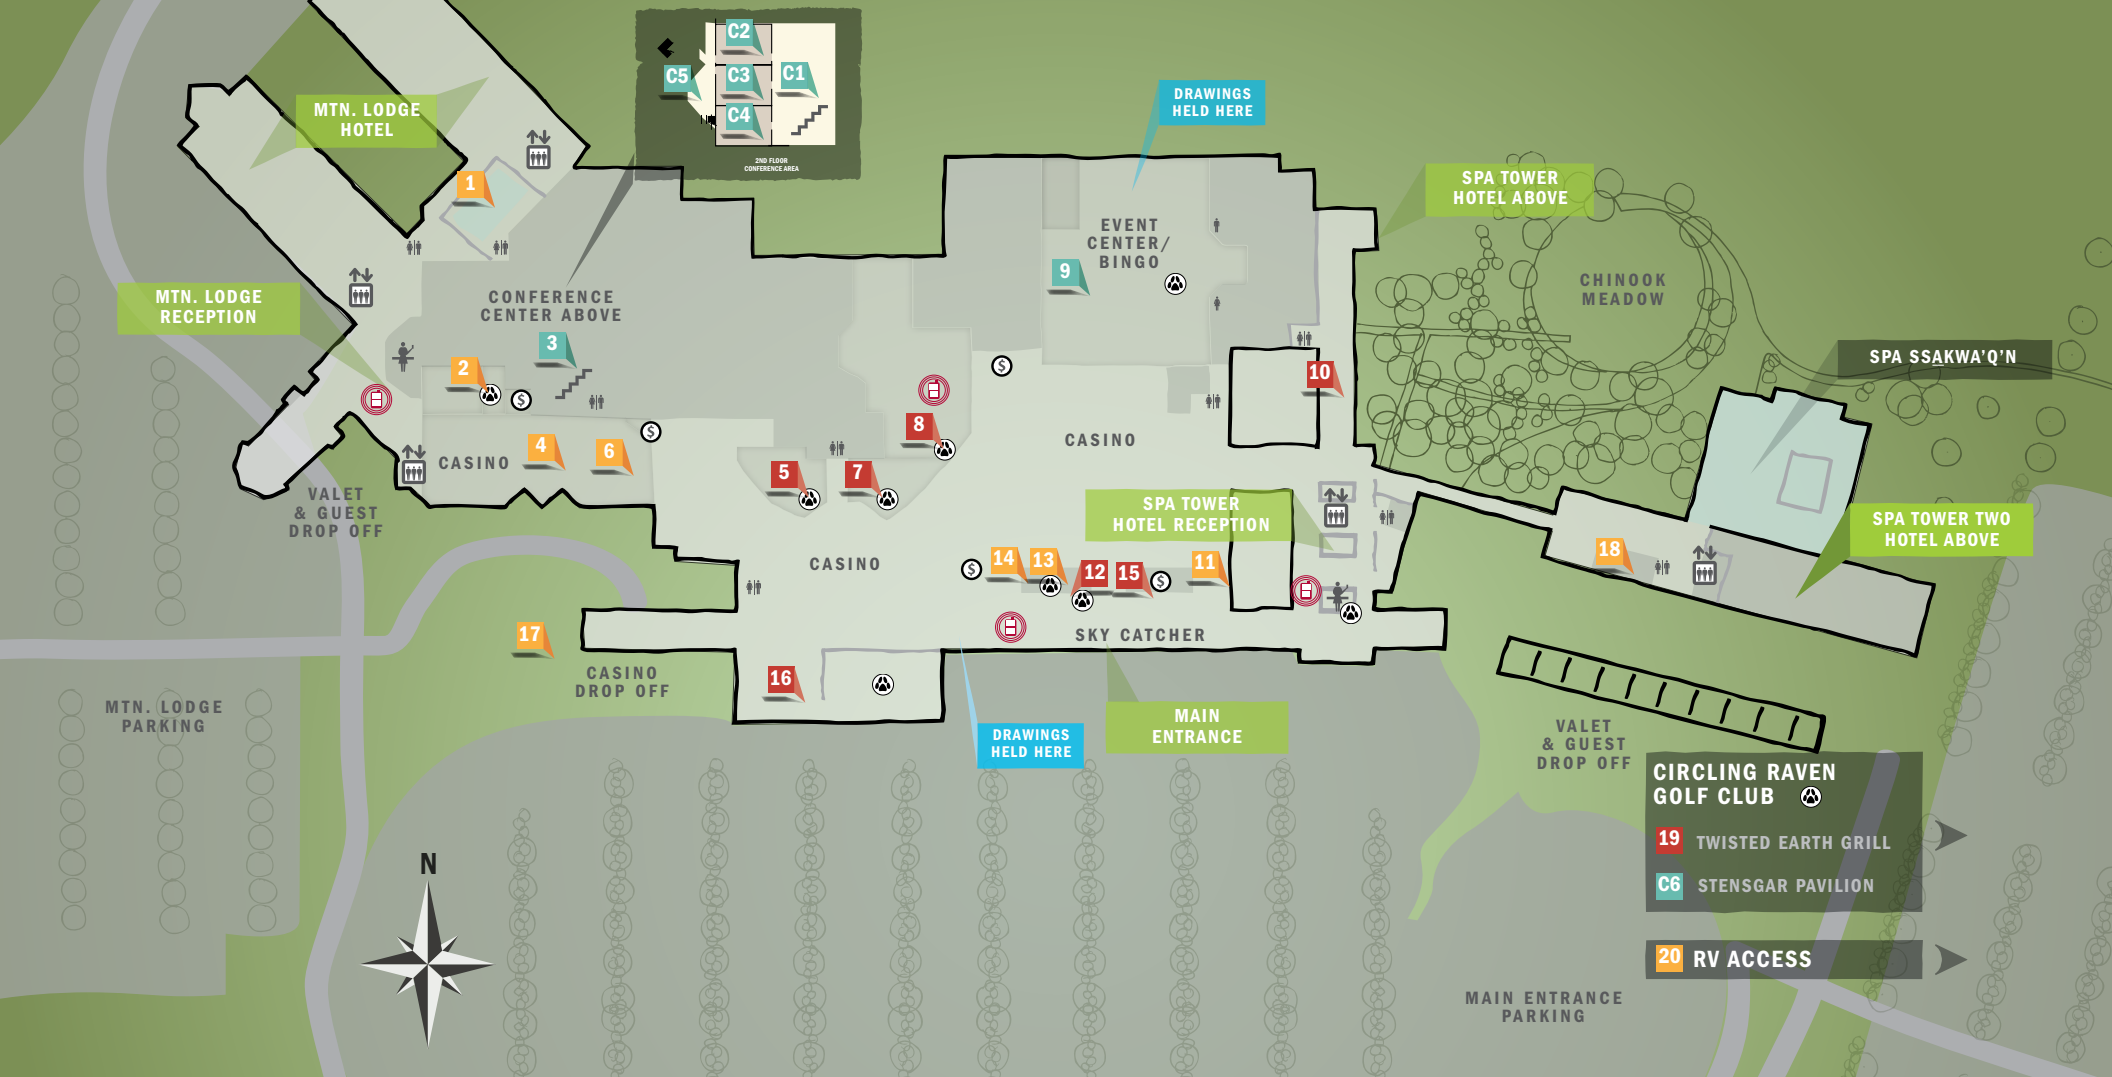 C2
C5
C3
C1
C4
2ND FLOOR
CONFERENCE AREA
MTN. LODGE
HOTEL
1
DRAWINGS
HELD HERE
SPA TOWER
HOTEL ABOVE
EVENT
CENTER/
BINGO
9
CHINOOK
MEADOW
MTN. LODGE
RECEPTION
CONFERENCE
CENTER ABOVE
3
2
$
$
$
10
SPA SSAKWA’Q’N
8
CASINO
4
6
CASINO
5
7
VALET
& GUEST
DROP OFF
SPA TOWER
HOTEL RECEPTION
SPA TOWER TWO
HOTEL ABOVE
CASINO
$
14
13
12
15
$
11
18
17
SKY CATCHER
CASINO
DROP OFF
16
MTN. LODGE
PARKING
DRAWINGS
HELD HERE
MAIN
ENTRANCE
VALET
& GUEST
DROP OFF
CIRCLING RAVEN
GOLF CLUB
19 TWISTED EARTH GRILL
C6 STENSGAR PAVILION
20 RV ACCESS
N
MAIN ENTRANCE
PARKING